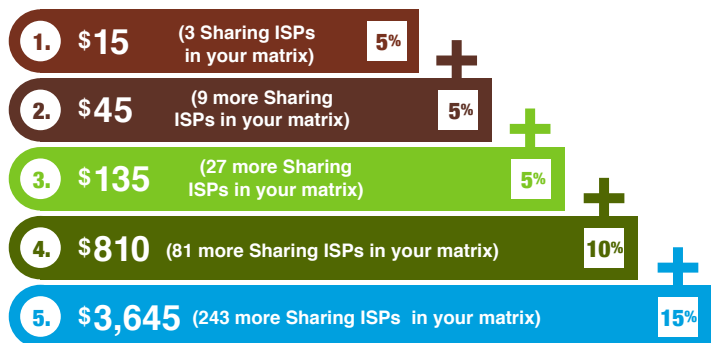 1. $15 (3 Sharing ISPs in your matrix) 5%
2. $45 (9 more Sharing ISPs in your matrix) 5%
3. $135 (27 more Sharing ISPs in your matrix) 5%
4. $810 (81 more Sharing ISPs in your matrix) 10%
5. $3,645 (243 more Sharing ISPs in your matrix) 15%